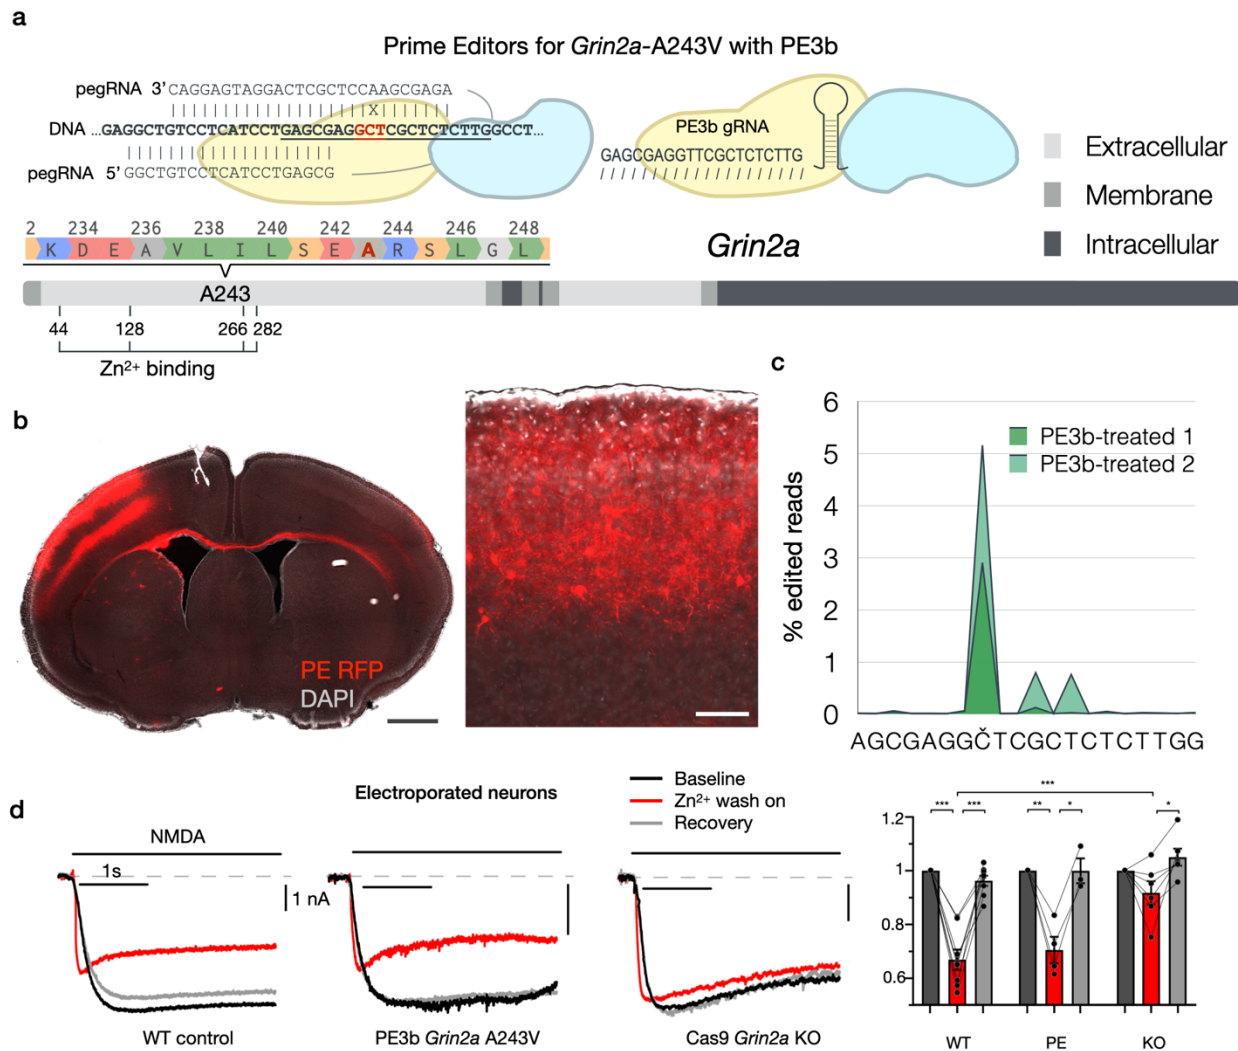 a
Prime Editors for Grin2a-A243V with PE3b
pegRNA 3’CAGGAGTAGGACTCGCTCCAAGCGAGA
X
DNA ...GAGGCTGTCCTCATCCTGAGCGAGGCTCGCTCTCTTGGCCT...
pegRNA 5’GGCTGTCCTCATCCTGAGCG
PE3b gRNA
GAGCGAGGTTCGCTCTCTTG
Extracellular
Membrane
Intracellular
2 234 236 238 240 242 244 246 248
K D E A V L I L S E A R S L G L
Grin2a
A243
44 128 266 282
Zn²⁺ binding
b
PE RFP
DAPI
c
6
5
4
3
2
1
0
% edited reads
PE3b-treated 1
PE3b-treated 2
AGCGAGGČTCGCTCTCTTGG
d
Electroporated neurons
Baseline
Zn²⁺ wash on
Recovery
NMDA
1s
1 nA
WT control
PE3b Grin2a A243V
Cas9 Grin2a KO
***
*** *** ** * *
1.2
1
0.8
0.6
WT PE KO